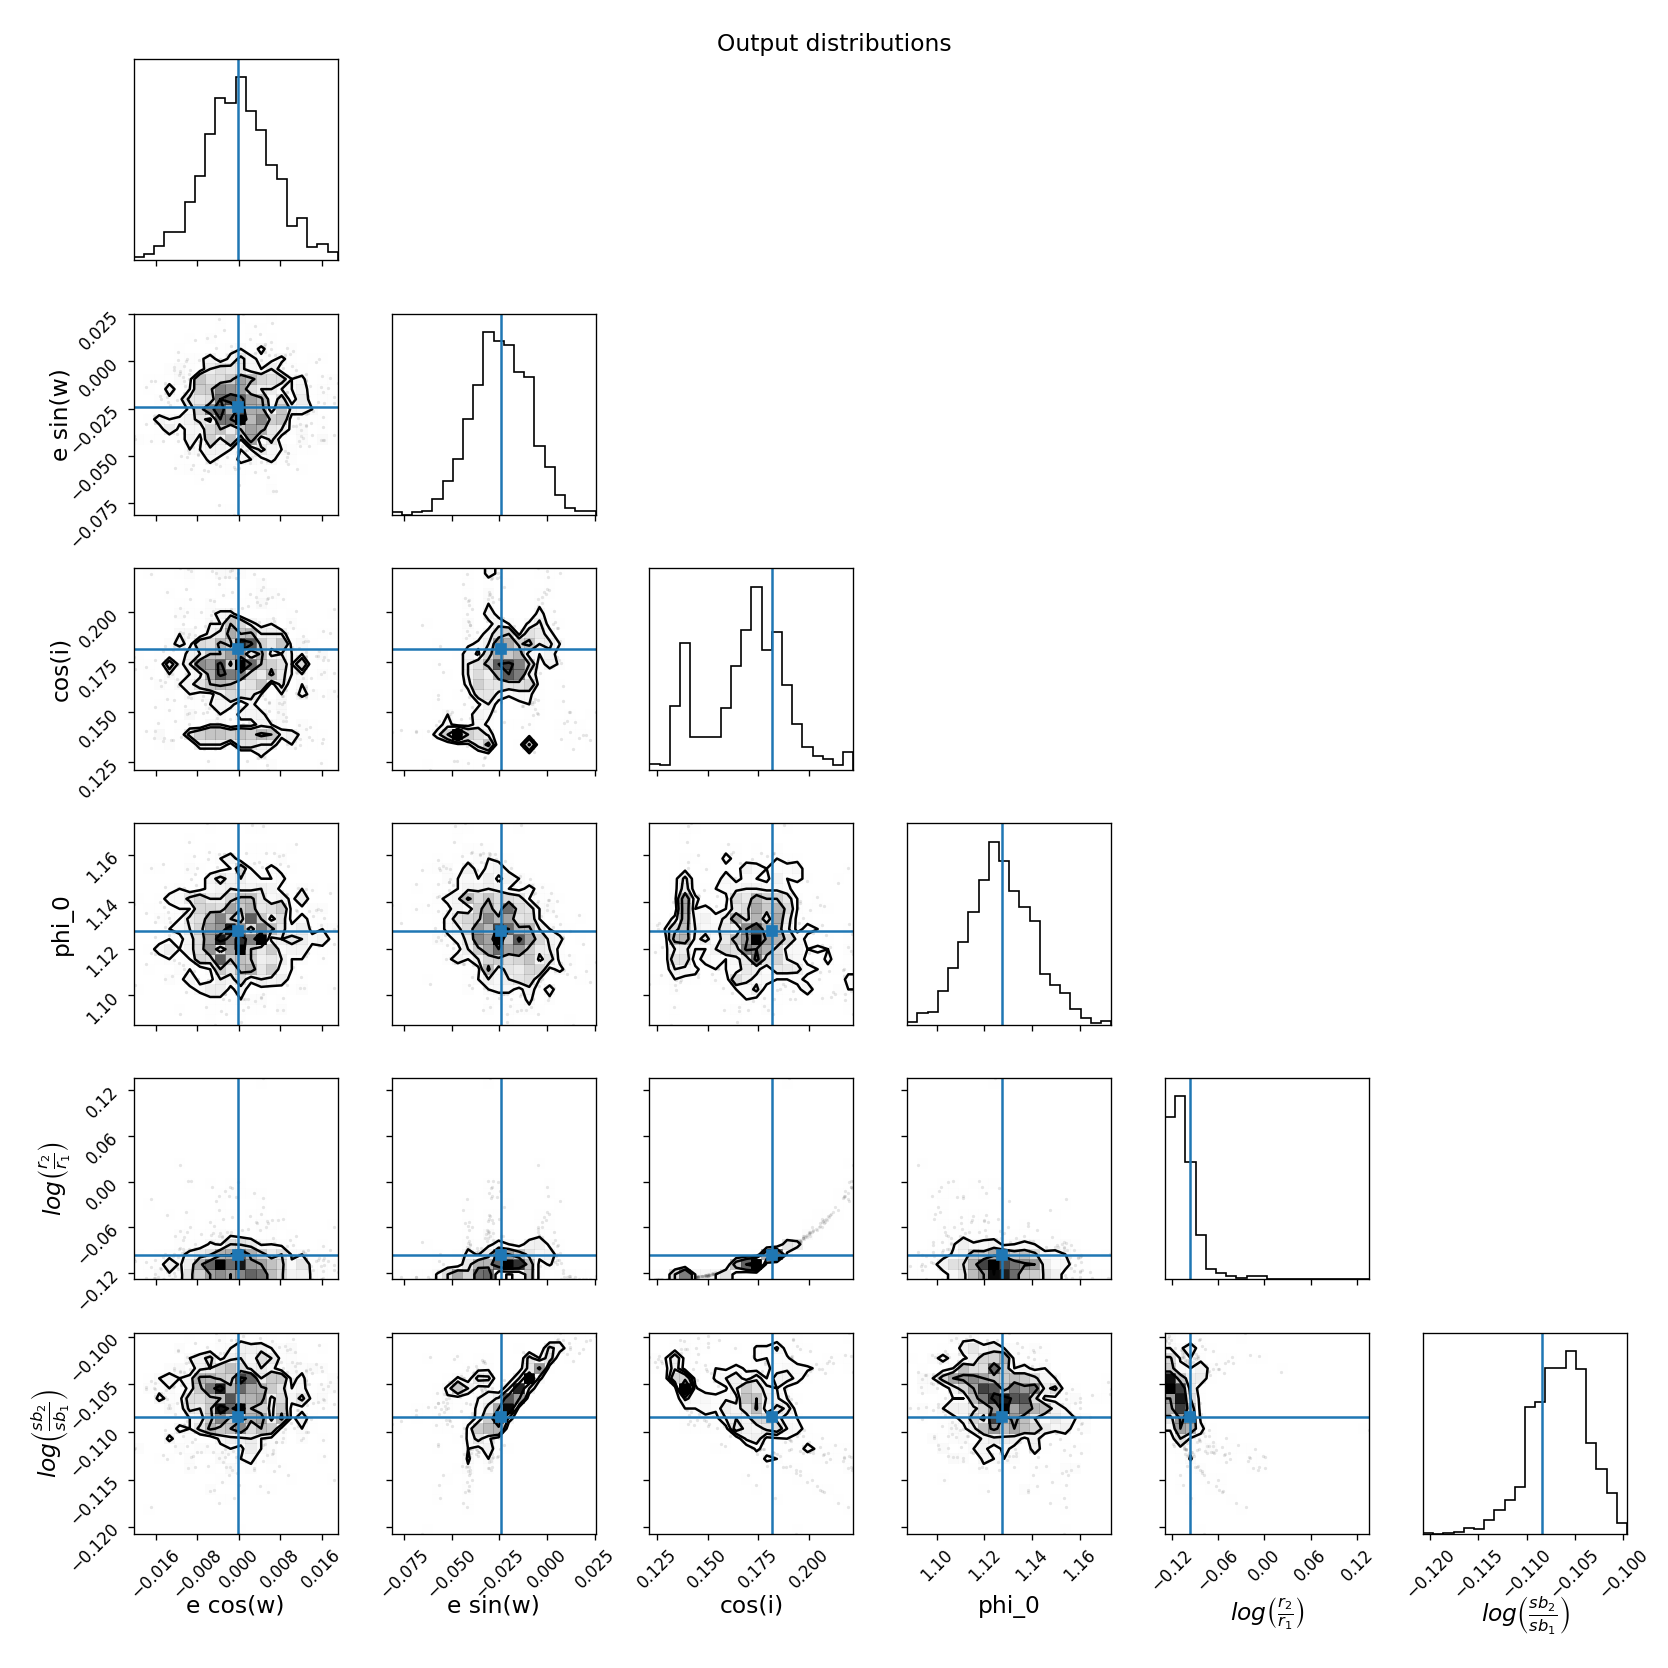 Output distributions
0.025
0.000
−0.025
−0.050
−0.075
e sin(w)
0.200
0.175
0.150
0.125
cos(i)
1.16
1.14
1.12
1.10
phi_0
0.12
0.06
0.00
−0.06
−0.12
log(r2/r1)
−0.100
−0.105
−0.110
−0.115
−0.120
log(sb2/sb1)
−0.016 −0.008 0.000 0.008 0.016
−0.075 −0.050 −0.025 0.000 0.025
0.125 0.150 0.175 0.200
1.10 1.12 1.14 1.16
−0.12 −0.06 0.00 0.06 0.12
−0.120 −0.115 −0.110 −0.105 −0.100
e cos(w) e sin(w) cos(i) phi_0 log(r2/r1) log(sb2/sb1)